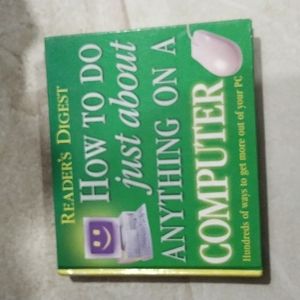 READER'S DIGEST
HOW TO DO
just about
ANYTHING ON A
COMPUTER
Hundreds of ways to get more out of your PC